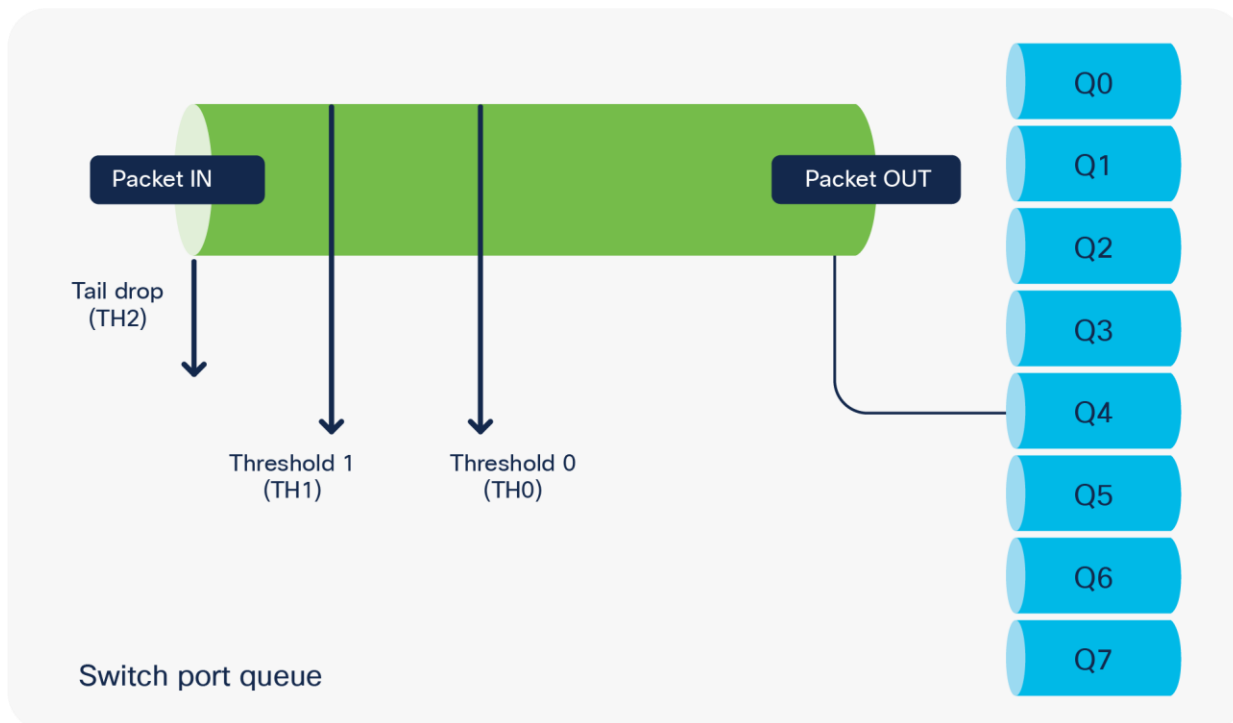 Packet IN
Packet OUT
Tail drop
(TH2)
Threshold 1
(TH1)
Threshold 0
(TH0)
Q0
Q1
Q2
Q3
Q4
Q5
Q6
Q7
Switch port queue